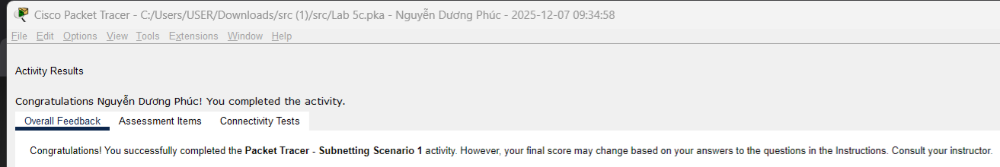 Cisco Packet Tracer - C:/Users/USER/Downloads/src (1)/src/Lab 5c.pka - Nguyễn Dương Phúc - 2025-12-07 09:34:58
File Edit Options View Tools Extensions Window Help
Activity Results
Congratulations Nguyễn Dương Phúc! You completed the activity.
Overall Feedback Assessment Items Connectivity Tests
Congratulations! You successfully completed the Packet Tracer - Subnetting Scenario 1 activity. However, your final score may change based on your answers to the questions in the Instructions. Consult your instructor.